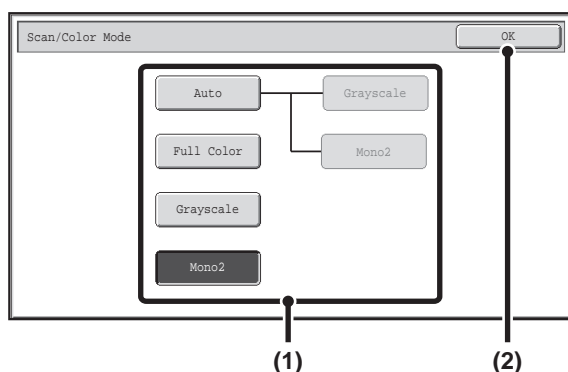 Scan/Color Mode OK
Auto Grayscale
Full Color Mono2
Grayscale
Mono2
(1) (2)